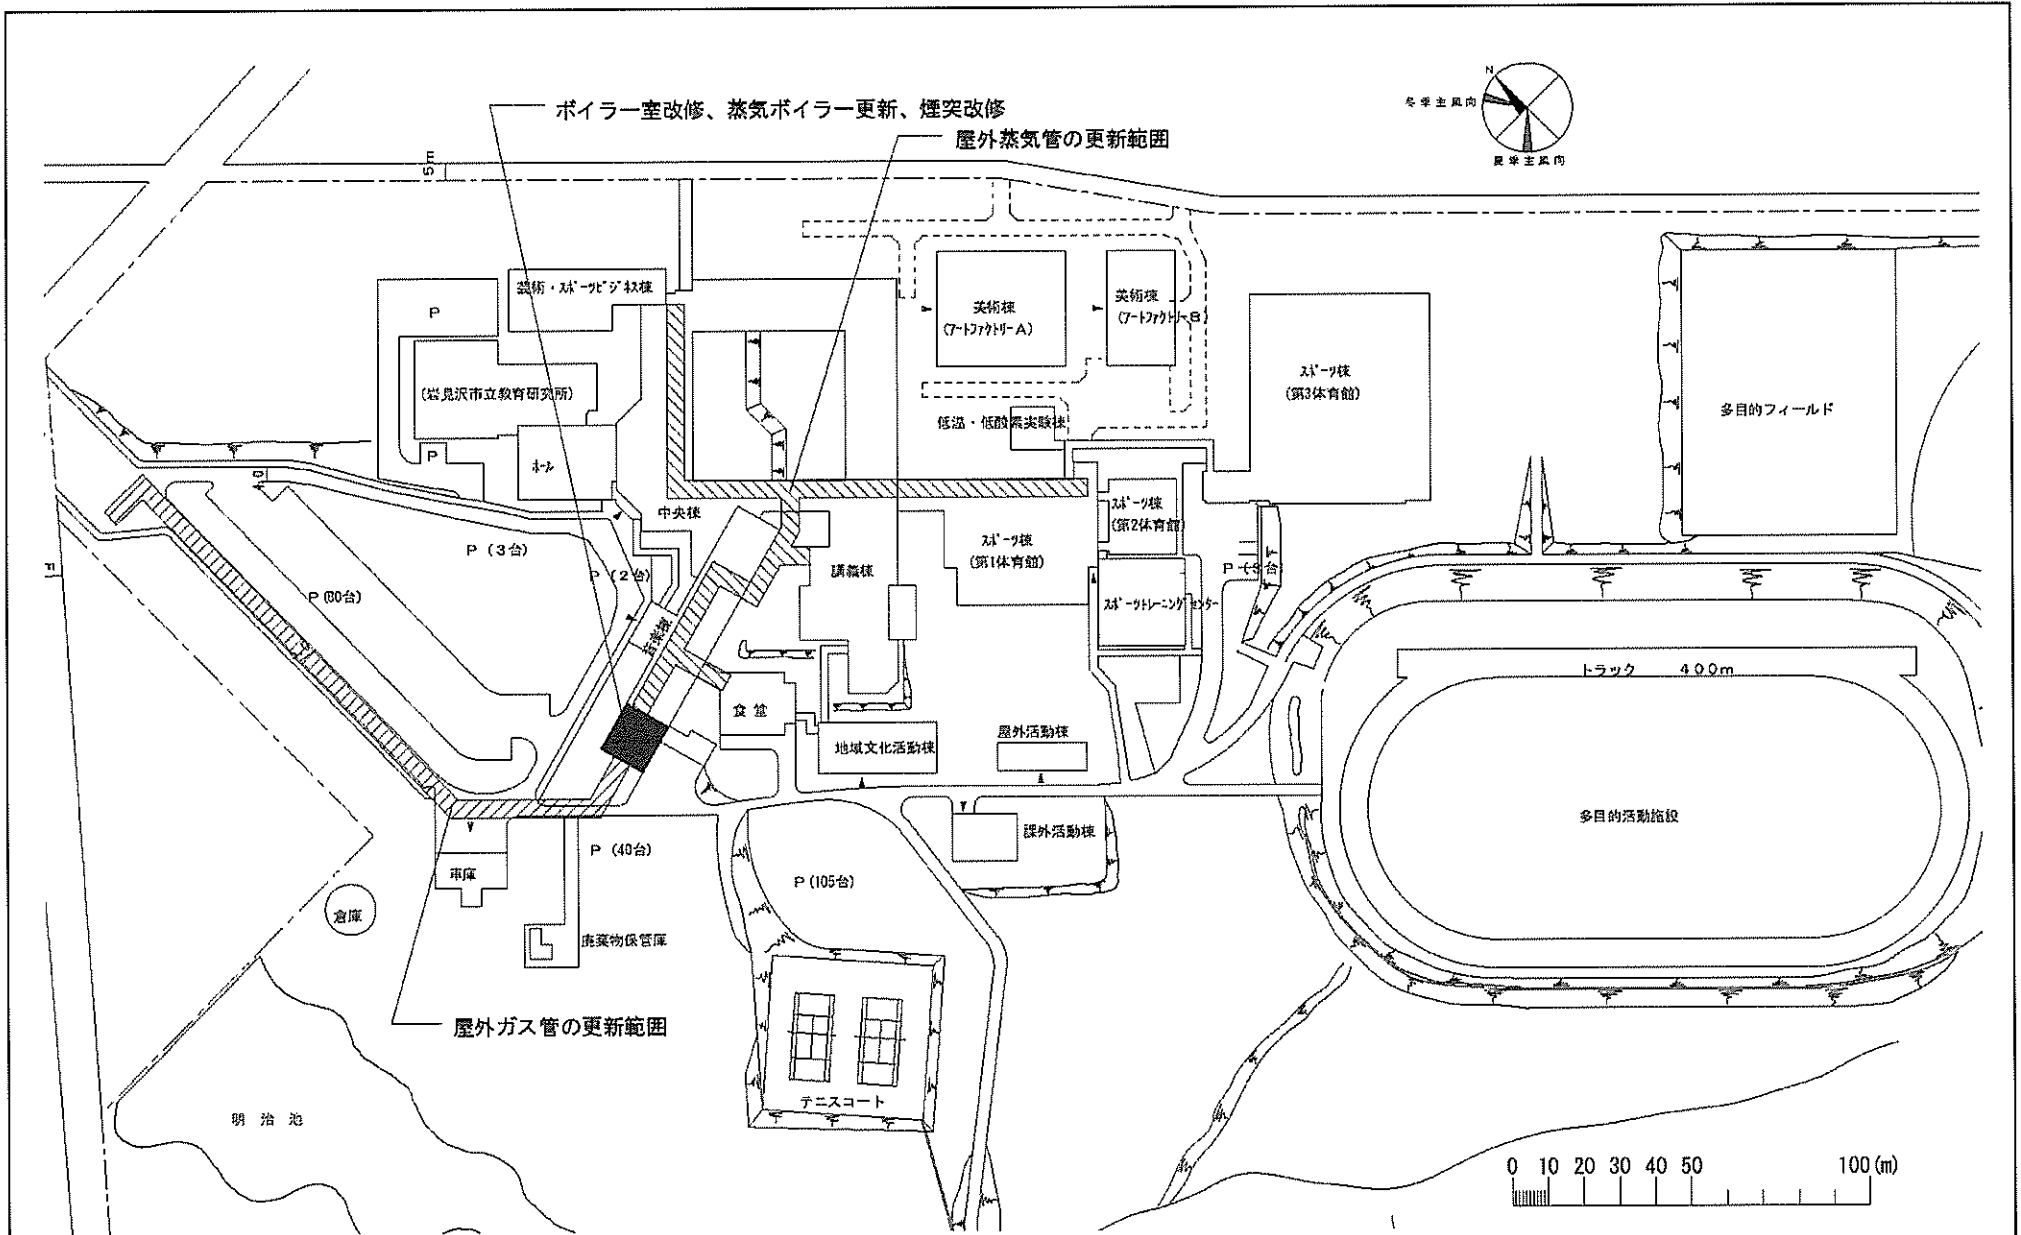 N
冬季主風向
夏季主風向
ボイラー室改修、蒸気ボイラー更新、煙突改修
屋外蒸気管の更新範囲
5m
芸術・スポーツビジネス棟
P
美術棟
(アートファクトリーA)
美術棟
(アートファクトリーB)
スポーツ棟
(第3体育館)
多目的フィールド
(岩見沢市立教育研究所)
低温・低酸素実験棟
P
ホール
中央棟
スポーツ棟
(第2体育館)
スポーツ棟
(第1体育館)
P (3台)
P (2台)
講義棟
P (80台)
スポーツトレーニングセンター
トラック 400m
食堂
地域文化活動棟
屋外活動棟
課外活動棟
多目的活動施設
P (40台)
車庫
P (105台)
倉庫
廃棄物保管庫
屋外ガス管の更新範囲
テニスコート
明治池
0 10 20 30 40 50 100 (m)